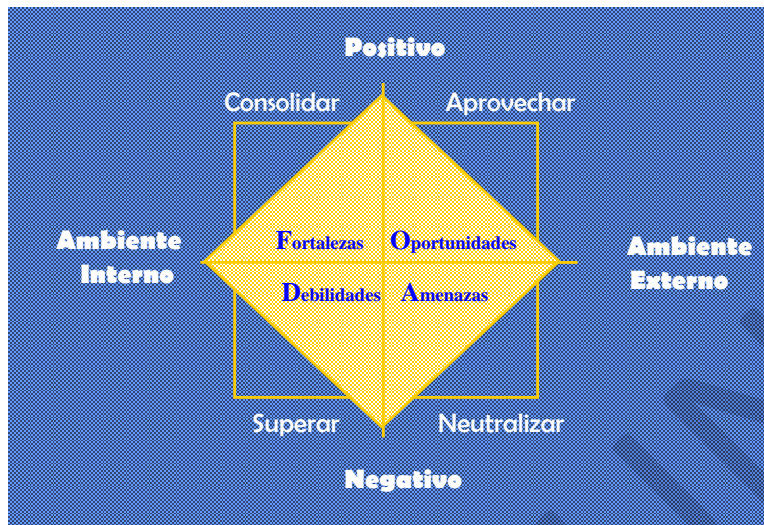 Positivo
Consolidar Aprovechar
Fortalezas Oportunidades
Ambiente Interno
Ambiente Externo
Debilidades Amenazas
Superar Neutralizar
Negativo